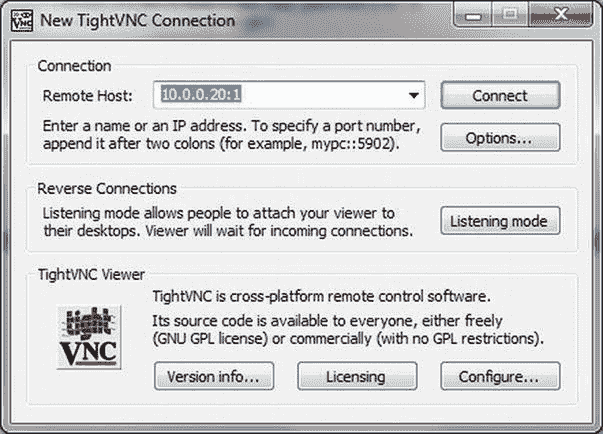 New TightVNC Connection
Connection
Remote Host: 10.0.0.20:1
Connect
Enter a name or an IP address. To specify a port number,
append it after two colons (for example, mypc::5902).
Options...
Reverse Connections
Listening mode allows people to attach your viewer to
their desktops. Viewer will wait for incoming connections.
Listening mode
TightVNC Viewer
tight
VNC
TightVNC is cross-platform remote control software.
Its source code is available to everyone, either freely
(GNU GPL license) or commercially (with no GPL restrictions).
Version info...
Licensing
Configure...